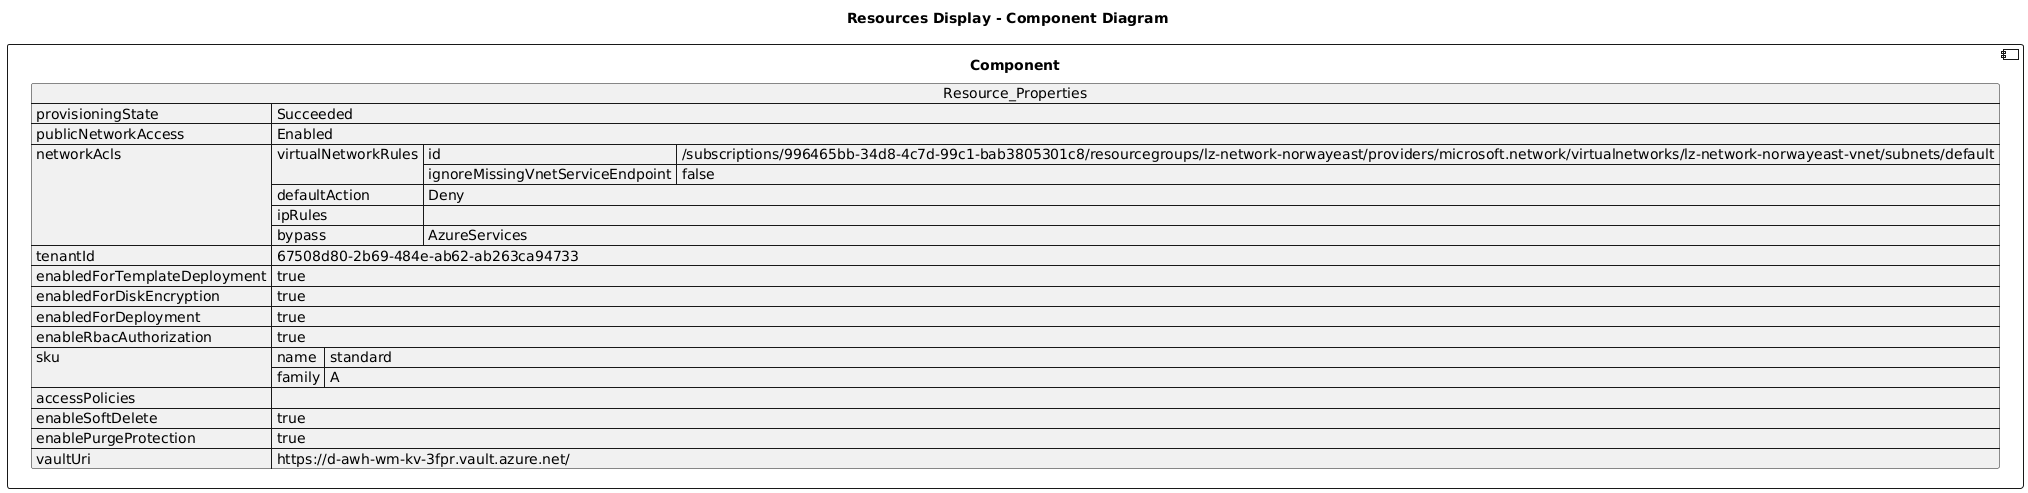 Resources Display - Component Diagram
Component
Resource_Properties
provisioningState Succeeded
publicNetworkAccess Enabled
networkAcls virtualNetworkRules id /subscriptions/996465bb-34d8-4c7d-99c1-bab3805301c8/resourcegroups/lz-network-norwayeast/providers/microsoft.network/virtualnetworks/lz-network-norwayeast-vnet/subnets/default
ignoreMissingVnetServiceEndpoint false
defaultAction Deny
ipRules
bypass AzureServices
tenantId 67508d80-2b69-484e-ab62-ab263ca94733
enabledForTemplateDeployment true
enabledForDiskEncryption true
enabledForDeployment true
enableRbacAuthorization true
sku name standard
family A
accessPolicies
enableSoftDelete true
enablePurgeProtection true
vaultUri https://d-awh-wm-kv-3fpr.vault.azure.net/